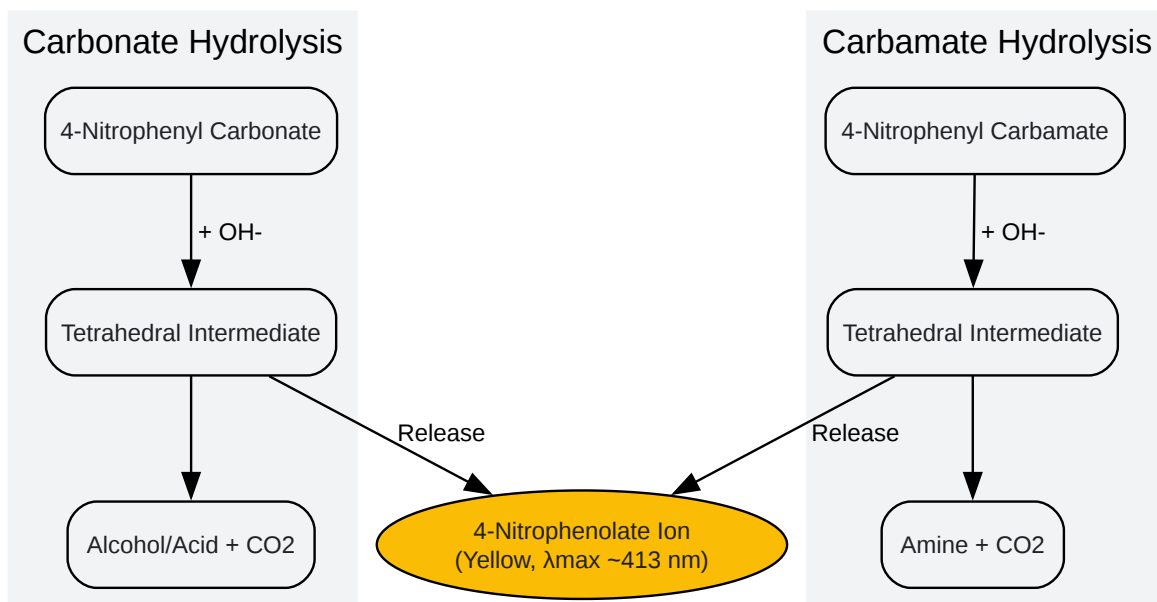 Carbonate Hydrolysis
Carbamate Hydrolysis
4-Nitrophenyl Carbonate
4-Nitrophenyl Carbamate
+ OH-
+ OH-
Tetrahedral Intermediate
Tetrahedral Intermediate
Release
Release
Alcohol/Acid + CO2
4-Nitrophenolate Ion
(Yellow, λmax ~413 nm)
Amine + CO2